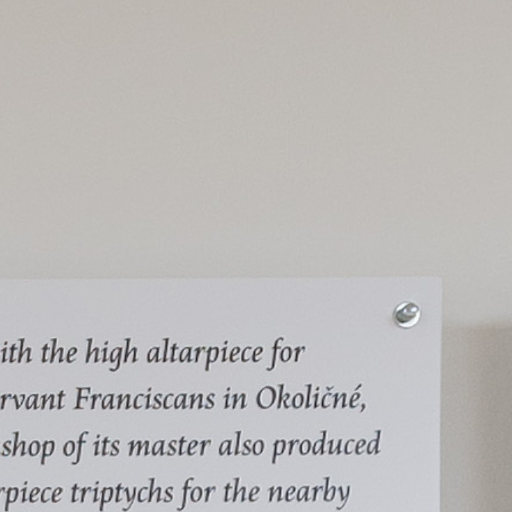 ith the high altarpiece for
rvant Franciscans in Okoličné,
shop of its master also produced
rpiece triptychs for the nearby